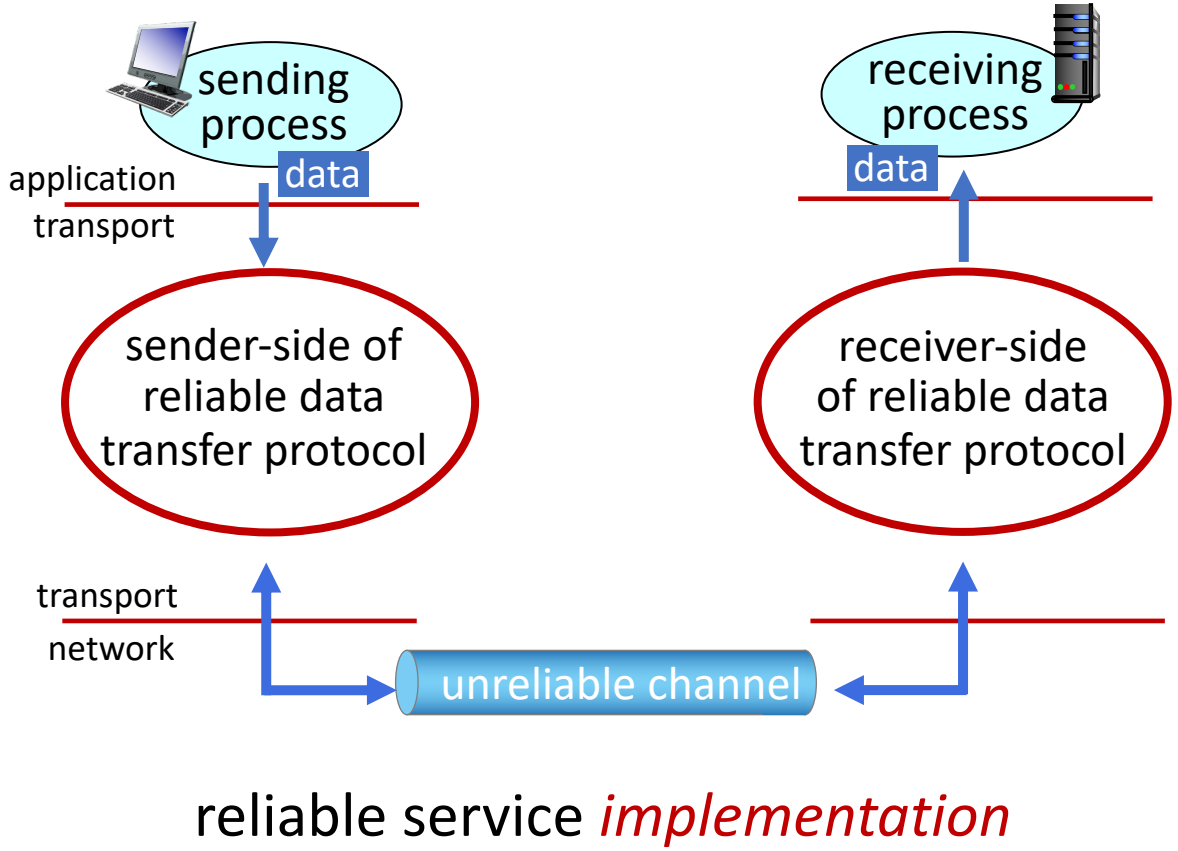 sending
process
data
application
transport
receiving
process
data
sender-side of
reliable data
transfer protocol
receiver-side
of reliable data
transfer protocol
transport
network
unreliable channel
reliable service implementation